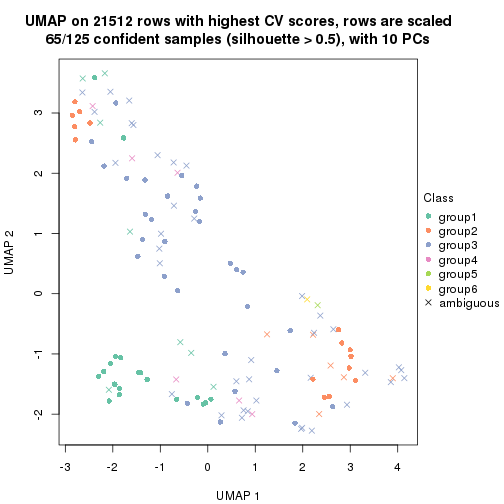 UMAP on 21512 rows with highest CV scores, rows are scaled
65/125 confident samples (silhouette > 0.5), with 10 PCs
3
2
1
0
-1
-2
UMAP 2
-3
-2
-1
0
1
2
3
4
UMAP 1
Class
group1
group2
group3
group4
group5
group6
ambiguous